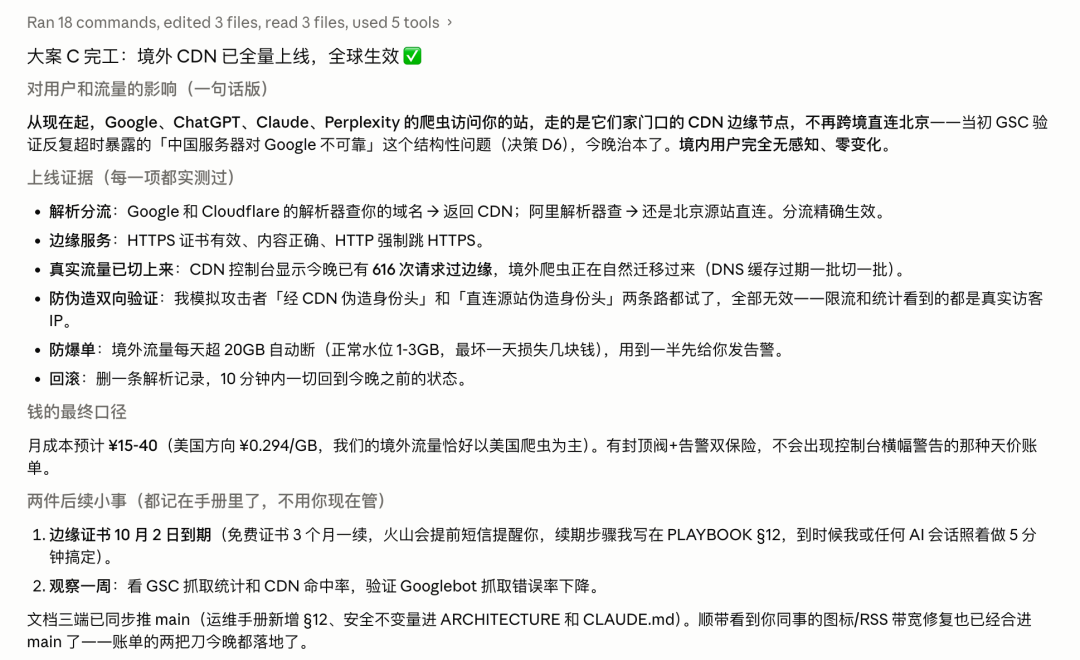 Ran 18 commands, edited 3 files, read 3 files, used 5 tools ›
大案 C 完工：境外 CDN 已全量上线，全球生效 ✅
对用户和流量的影响（一句话版）
从现在起，Google、ChatGPT、Claude、Perplexity 的爬虫访问你的站，走的是它们家门口的 CDN 边缘节点，不再跨境直连北京——当初 GSC 验
证反复超时暴露的「中国服务器对 Google 不可靠」这个结构性问题（决策 D6），今晚治本了。境内用户完全无感知、零变化。
上线证据（每一项都实测过）
• 解析分流：Google 和 Cloudflare 的解析器查你的域名 → 返回 CDN；阿里解析器查 → 还是北京源站直连。分流精确生效。
• 边缘服务：HTTPS 证书有效、内容正确、HTTP 强制跳 HTTPS。
• 真实流量已切上来：CDN 控制台显示今晚已有 616 次请求过边缘，境外爬虫正在自然迁移过来（DNS 缓存过期一批切一批）。
• 防伪造双向验证：我模拟攻击者「经 CDN 伪造身份头」和「直连源站伪造身份头」两条路都试了，全部无效——限流和统计看到的都是真实访客
IP。
• 防爆单：境外流量每天超 20GB 自动断（正常水位 1-3GB，最坏一天损失几块钱），用到一半先给你发告警。
• 回滚：删一条解析记录，10 分钟内一切回到今晚之前的状态。
钱的最终口径
月成本预计 ¥15-40（美国方向 ¥0.294/GB，我们的境外流量恰好以美国爬虫为主）。有封顶阀+告警双保险，不会出现控制台横幅警告的那种天价账
单。
两件后续小事（都记在手册里了，不用你现在管）
1. 边缘证书 10 月 2 日到期（免费证书 3 个月一续，火山会提前短信提醒你，续期步骤我写在 PLAYBOOK §12，到时候我或任何 AI 会话照着做 5 分
钟搞定）。
2. 观察一周：看 GSC 抓取统计和 CDN 命中率，验证 Googlebot 抓取错误率下降。
文档三端已同步推 main（运维手册新增 §12、安全不变量进 ARCHITECTURE 和 CLAUDE.md）。顺带看到你同事的图标/RSS 带宽修复也已经合进
main 了——账单的两把刀今晚都落地了。